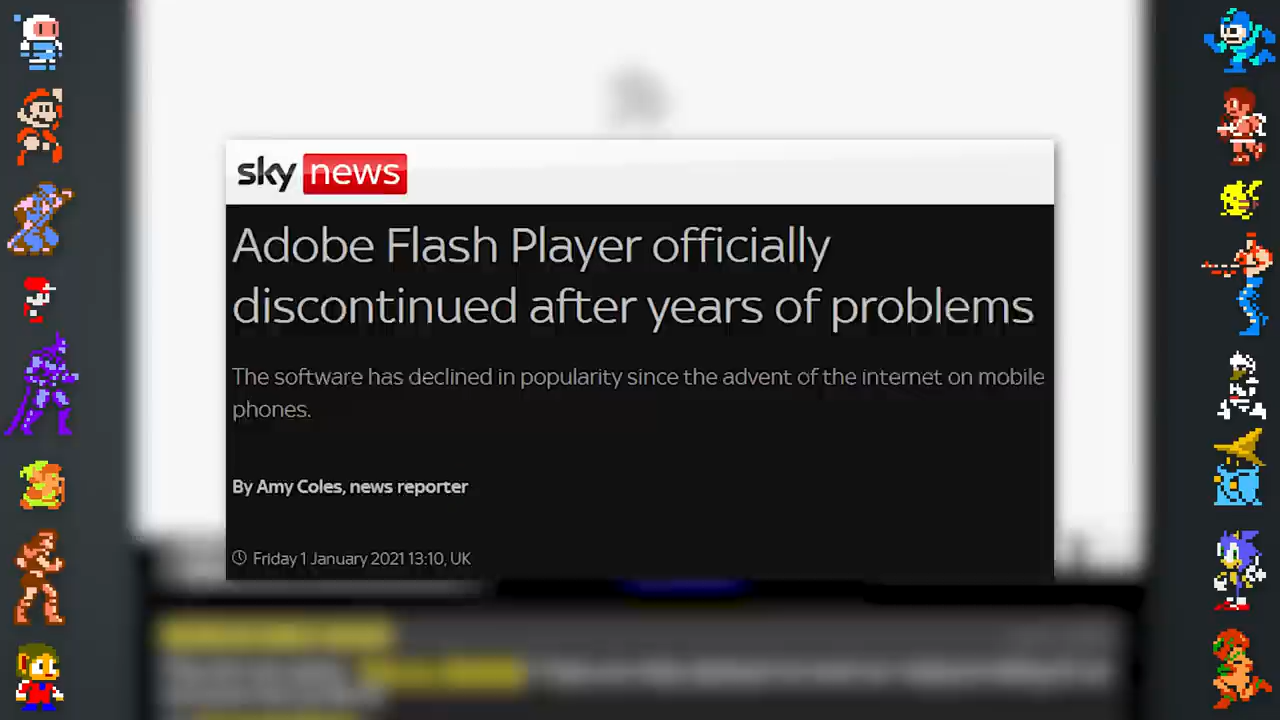 sky news
Adobe Flash Player officially
discontinued after years of problems
The software has declined in popularity since the advent of the internet on mobile
phones.
By Amy Coles, news reporter
Friday 1 January 2021 13:10, UK